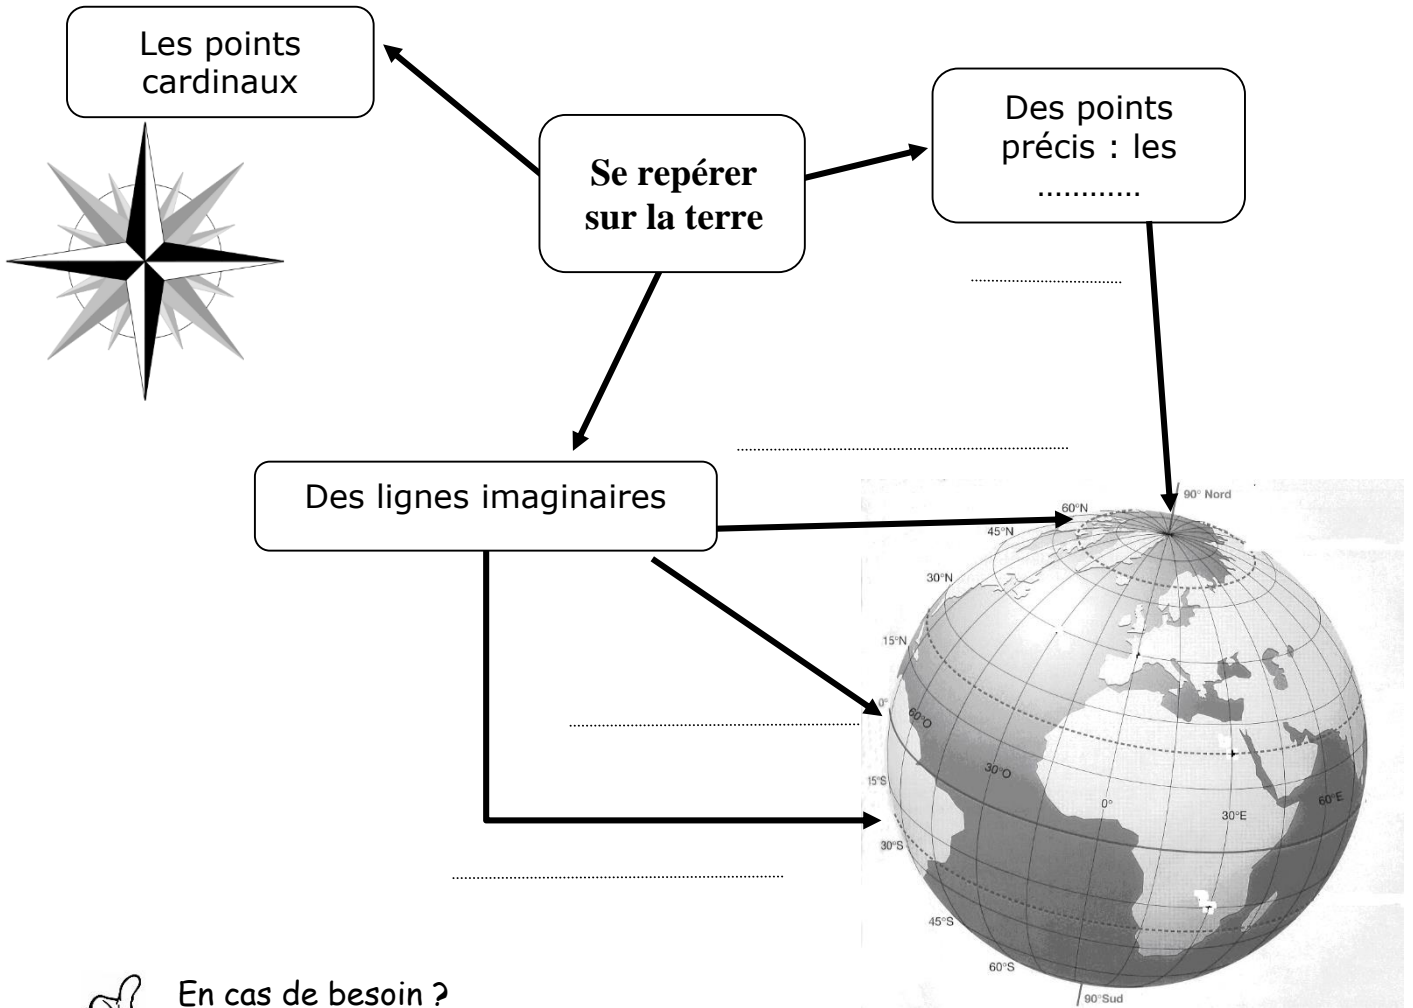 Les points
cardinaux
Des points
précis : les
............
Se repérer
sur la terre
Des lignes imaginaires
90° Nord
60°N
45°N
30°N
15°N
0°
60°O
15°S
30°O
0°
30°E
60°E
30°S
45°S
60°S
90°Sud
En cas de besoin ?